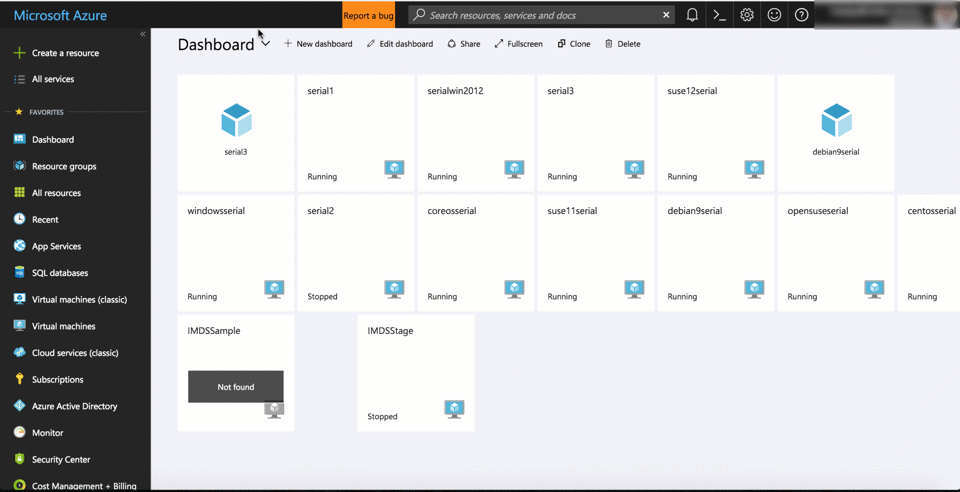 Microsoft Azure
Report a bug
Search resources, services and docs
Create a resource
All services
FAVORITES
Dashboard
Resource groups
All resources
Recent
App Services
SQL databases
Virtual machines (classic)
Virtual machines
Cloud services (classic)
Subscriptions
Azure Active Directory
Monitor
Security Center
Cost Management + Billing
Dashboard
New dashboard
Edit dashboard
Share
Fullscreen
Clone
Delete
serial3
serial1
Running
serialwin2012
Running
serial3
Running
suse12serial
Running
debian9serial
windowsserial
Running
serial2
Stopped
coreosserial
Running
suse11serial
Running
debian9serial
Running
opensuseserial
Running
centosserial
Running
IMDSSample
Not found
IMDSStage
Stopped